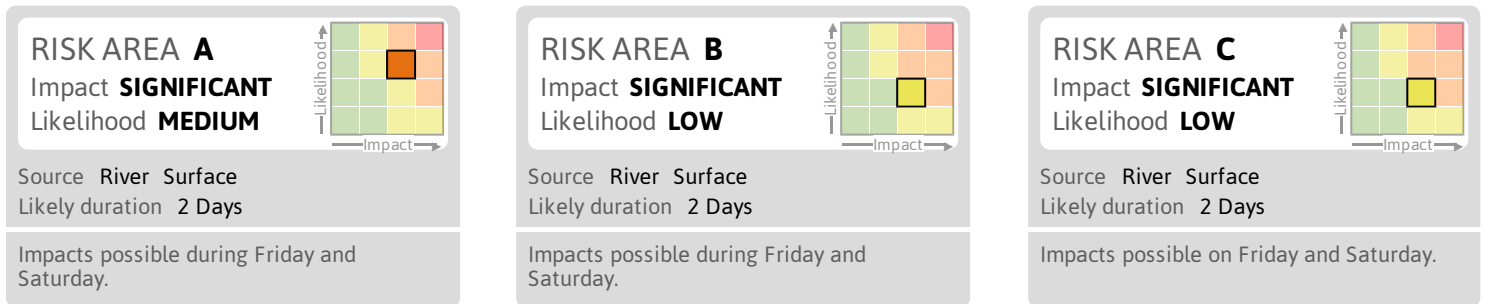 RISK AREA A
Impact SIGNIFICANT
Likelihood MEDIUM
Likelihood
Impact
Source River Surface
Likely duration 2 Days
Impacts possible during Friday and
Saturday.
RISK AREA B
Impact SIGNIFICANT
Likelihood LOW
Likelihood
Impact
Source River Surface
Likely duration 2 Days
Impacts possible during Friday and
Saturday.
RISK AREA C
Impact SIGNIFICANT
Likelihood LOW
Likelihood
Impact
Source River Surface
Likely duration 2 Days
Impacts possible on Friday and Saturday.